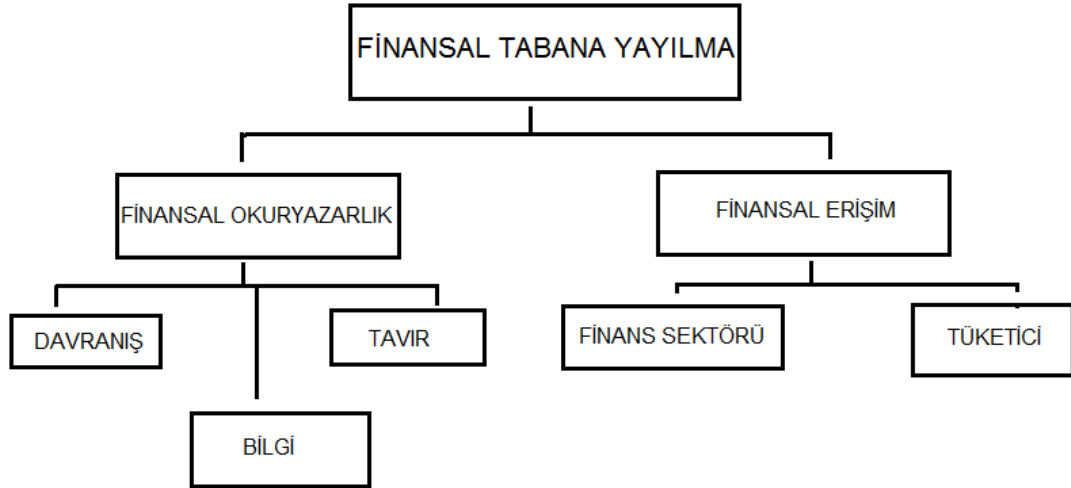 FİNANSAL TABANA YAYILMA
FİNANSAL OKURYAZARLIK
FİNANSAL ERİŞİM
DAVRANIŞ
TAVIR
FİNANS SEKTÖRÜ
TÜKETİCİ
BİLGİ